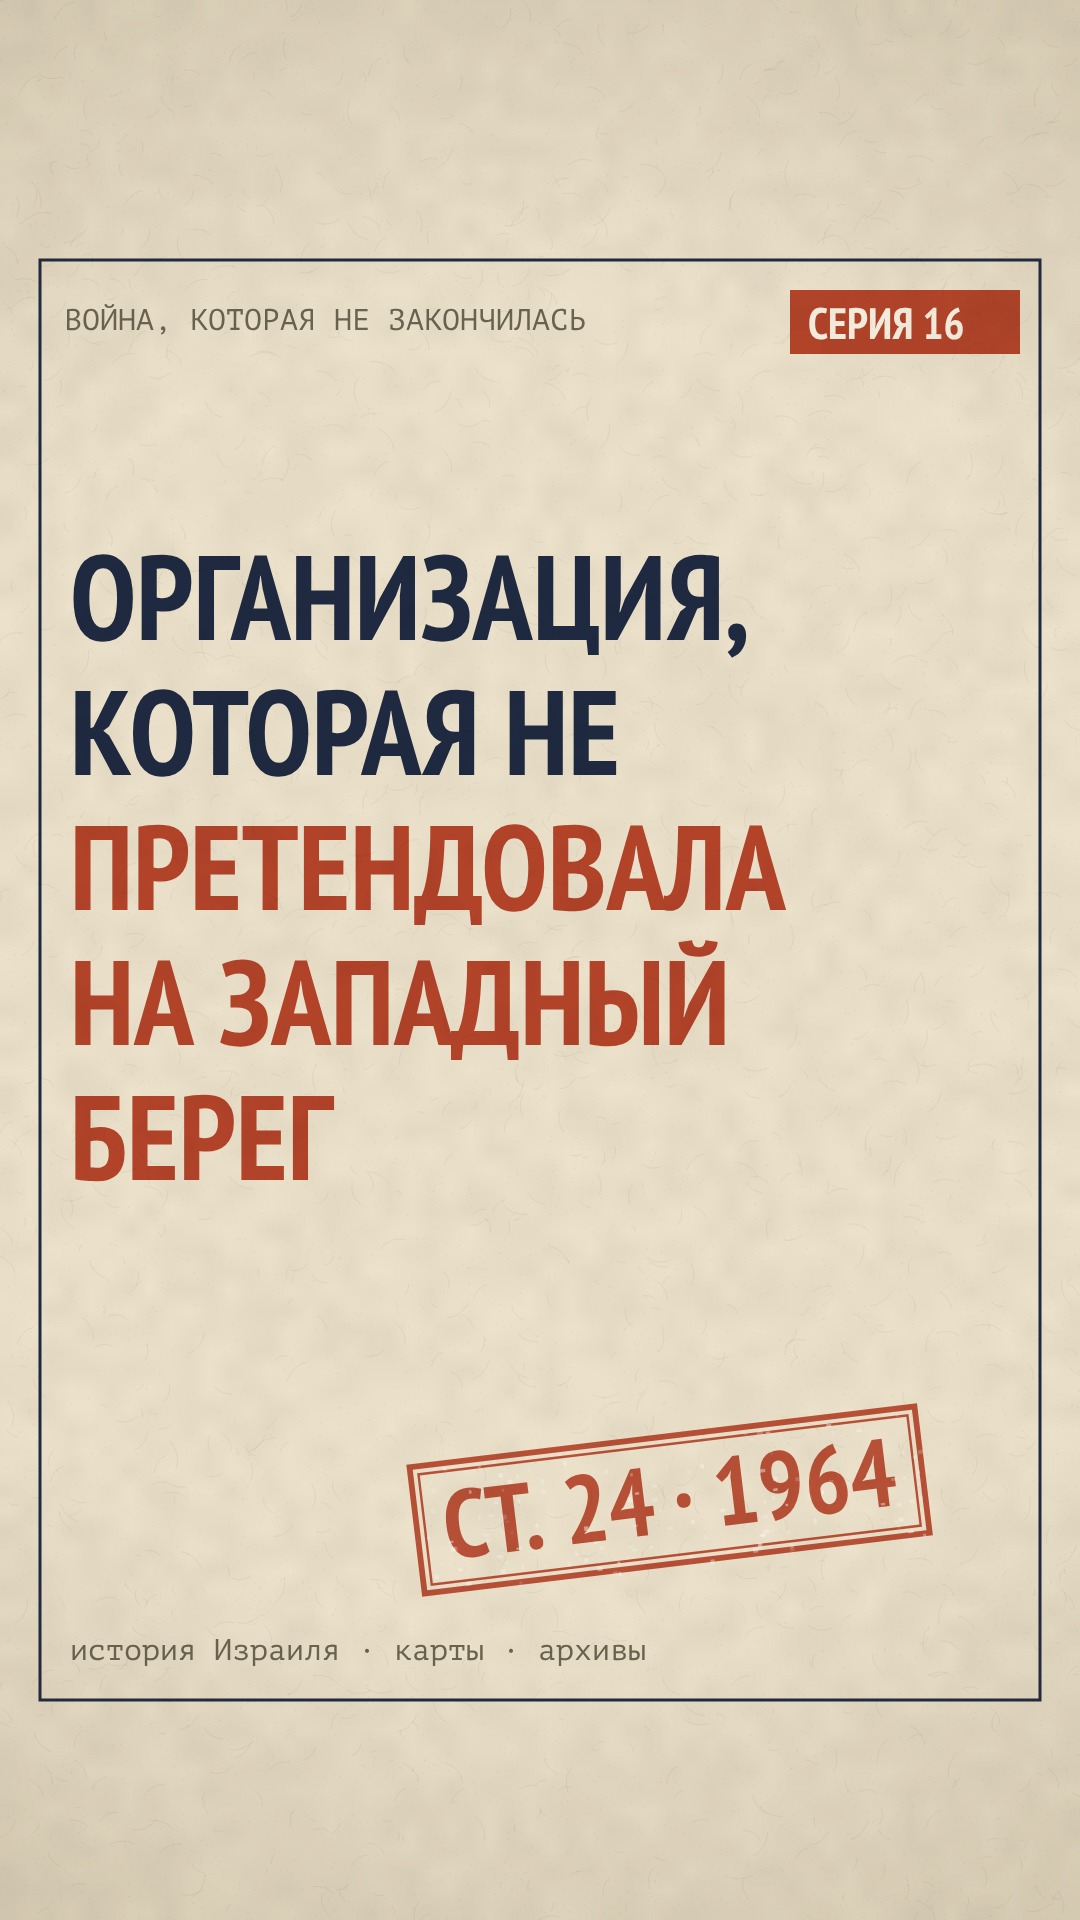 ВОЙНА, КОТОРАЯ НЕ ЗАКОНЧИЛАСЬ
СЕРИЯ 16
ОРГАНИЗАЦИЯ,
КОТОРАЯ НЕ
ПРЕТЕНДОВАЛА
НА ЗАПАДНЫЙ
БЕРЕГ
СТ. 24 · 1964
история Израиля · карты · архивы